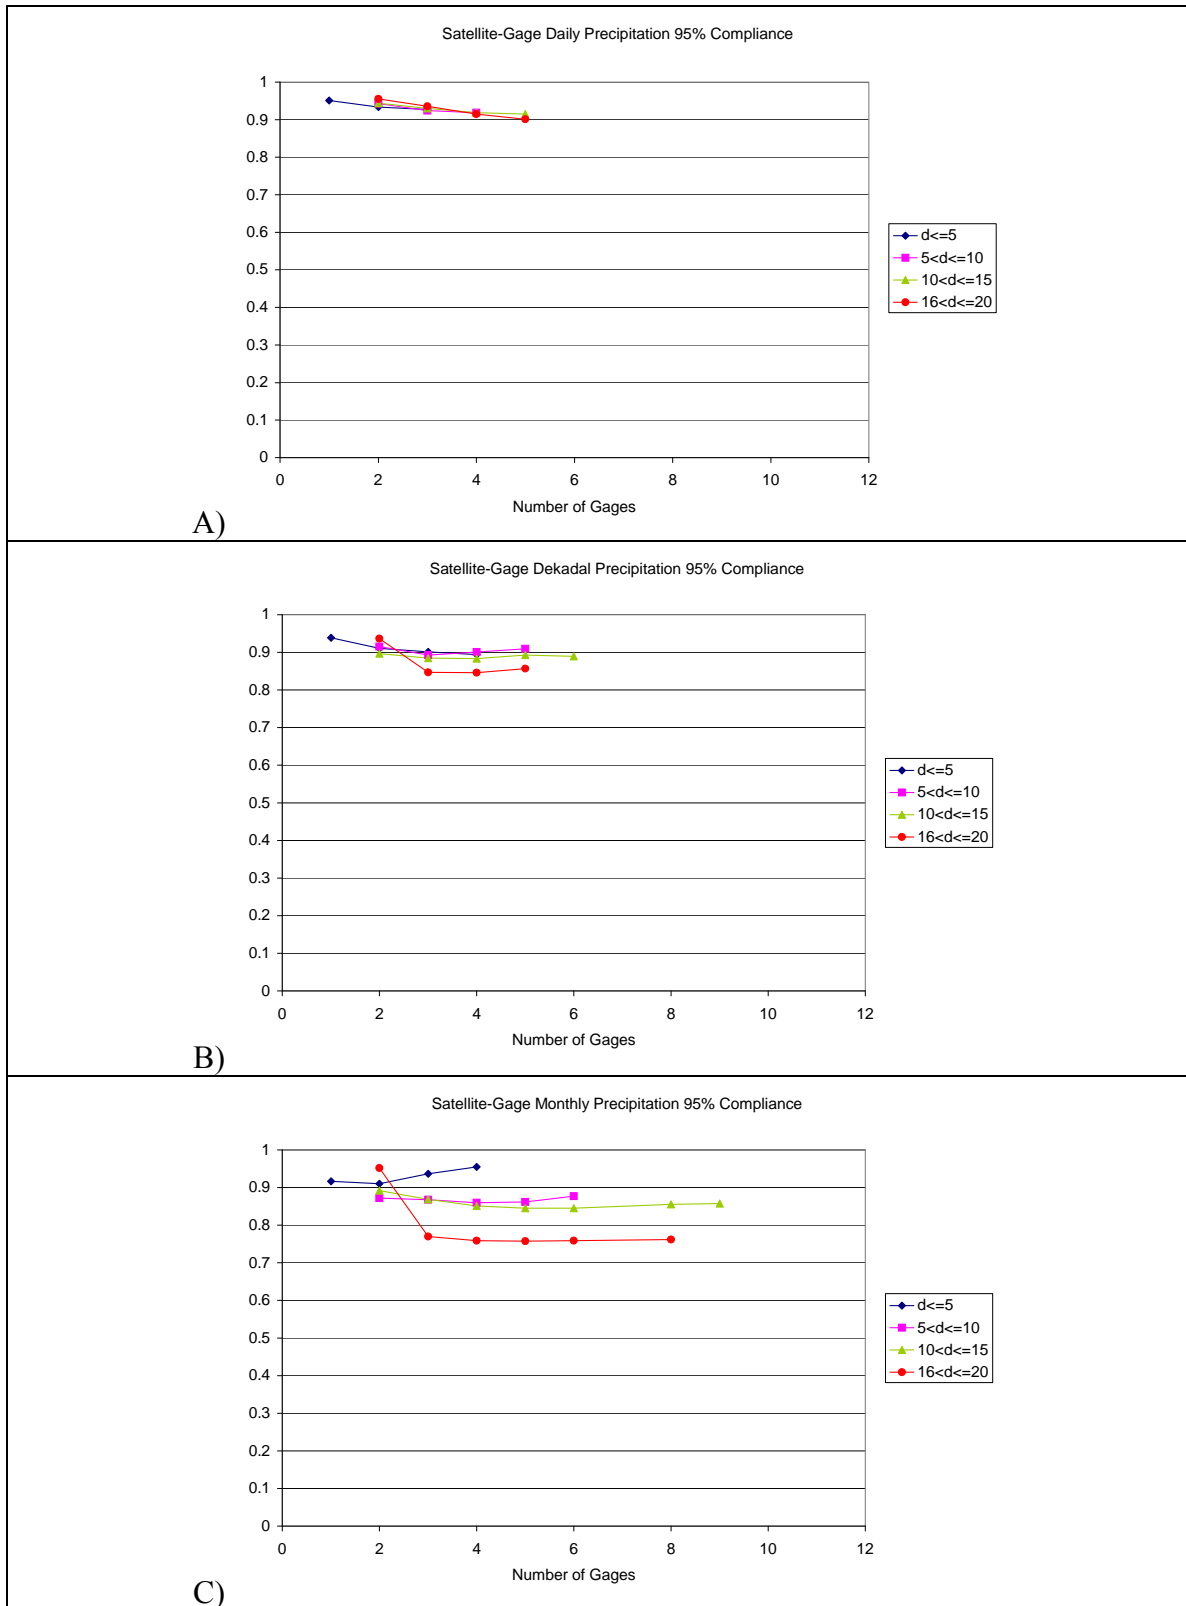 Satellite-Gage Daily Precipitation 95% Compliance
1
0.9
0.8
0.7
0.6
0.5
0.4
0.3
0.2
0.1
0
0 2 4 6 8 10 12
Number of Gages
d<=5
5<d<=10
10<d<=15
16<d<=20
A)
Satellite-Gage Dekadal Precipitation 95% Compliance
1
0.9
0.8
0.7
0.6
0.5
0.4
0.3
0.2
0.1
0
0 2 4 6 8 10 12
Number of Gages
d<=5
5<d<=10
10<d<=15
16<d<=20
B)
Satellite-Gage Monthly Precipitation 95% Compliance
1
0.9
0.8
0.7
0.6
0.5
0.4
0.3
0.2
0.1
0
0 2 4 6 8 10 12
Number of Gages
d<=5
5<d<=10
10<d<=15
16<d<=20
C)